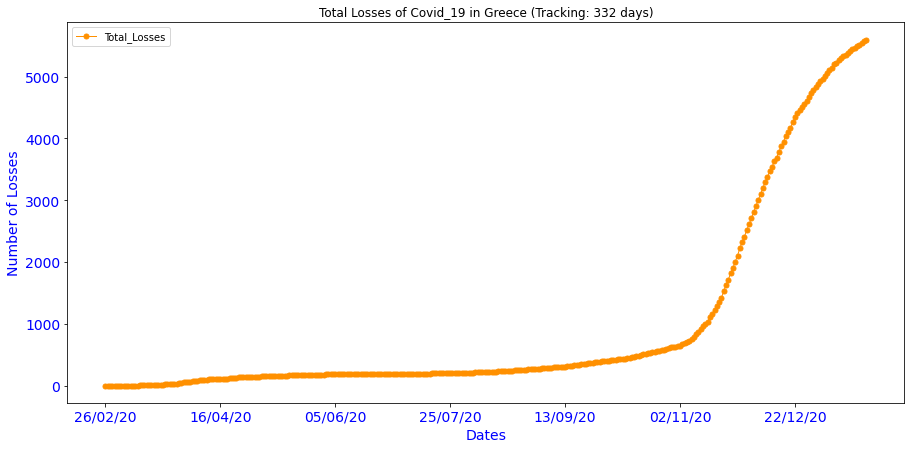 Total Losses of Covid_19 in Greece (Tracking: 332 days)
Total_Losses
Number of Losses
5000
4000
3000
2000
1000
0
26/02/20 16/04/20 05/06/20 25/07/20 13/09/20 02/11/20 22/12/20
Dates